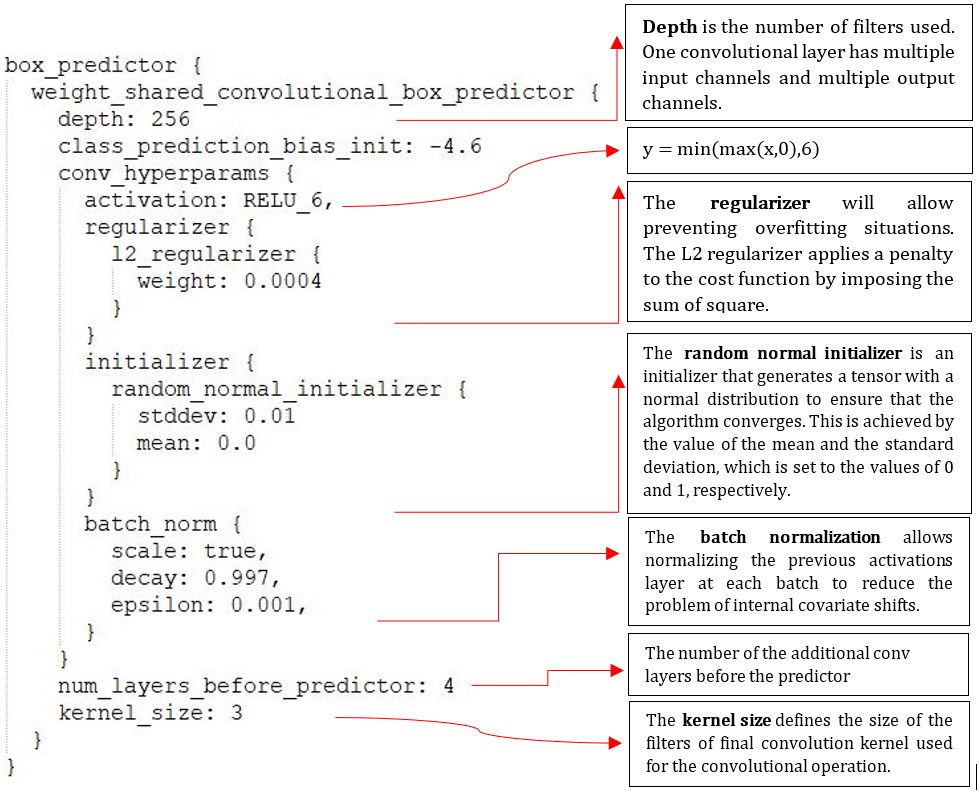 box_predictor {
weight_shared_convolutional_box_predictor {
depth: 256
class_prediction_bias_init: -4.6
conv_hyperparams {
activation: RELU_6,
regularizer {
l2_regularizer {
weight: 0.0004
}
}
initializer {
random_normal_initializer {
stddev: 0.01
mean: 0.0
}
}
batch_norm {
scale: true,
decay: 0.997,
epsilon: 0.001,
}
}
num_layers_before_predictor: 4
kernel_size: 3
}
}
Depth is the number of filters used.
One convolutional layer has multiple
input channels and multiple output
channels.
y = min(max(x,0),6)
The regularizer will allow
preventing overfitting situations.
The L2 regularizer applies a penalty
to the cost function by imposing the
sum of square.
The random normal initializer is an
initializer that generates a tensor with a
normal distribution to ensure that the
algorithm converges. This is achieved by
the value of the mean and the standard
deviation, which is set to the values of 0
and 1, respectively.
The batch normalization allows
normalizing the previous activations
layer at each batch to reduce the
problem of internal covariate shifts.
The number of the additional conv
layers before the predictor
The kernel size defines the size of the
filters of final convolution kernel used
for the convolutional operation.